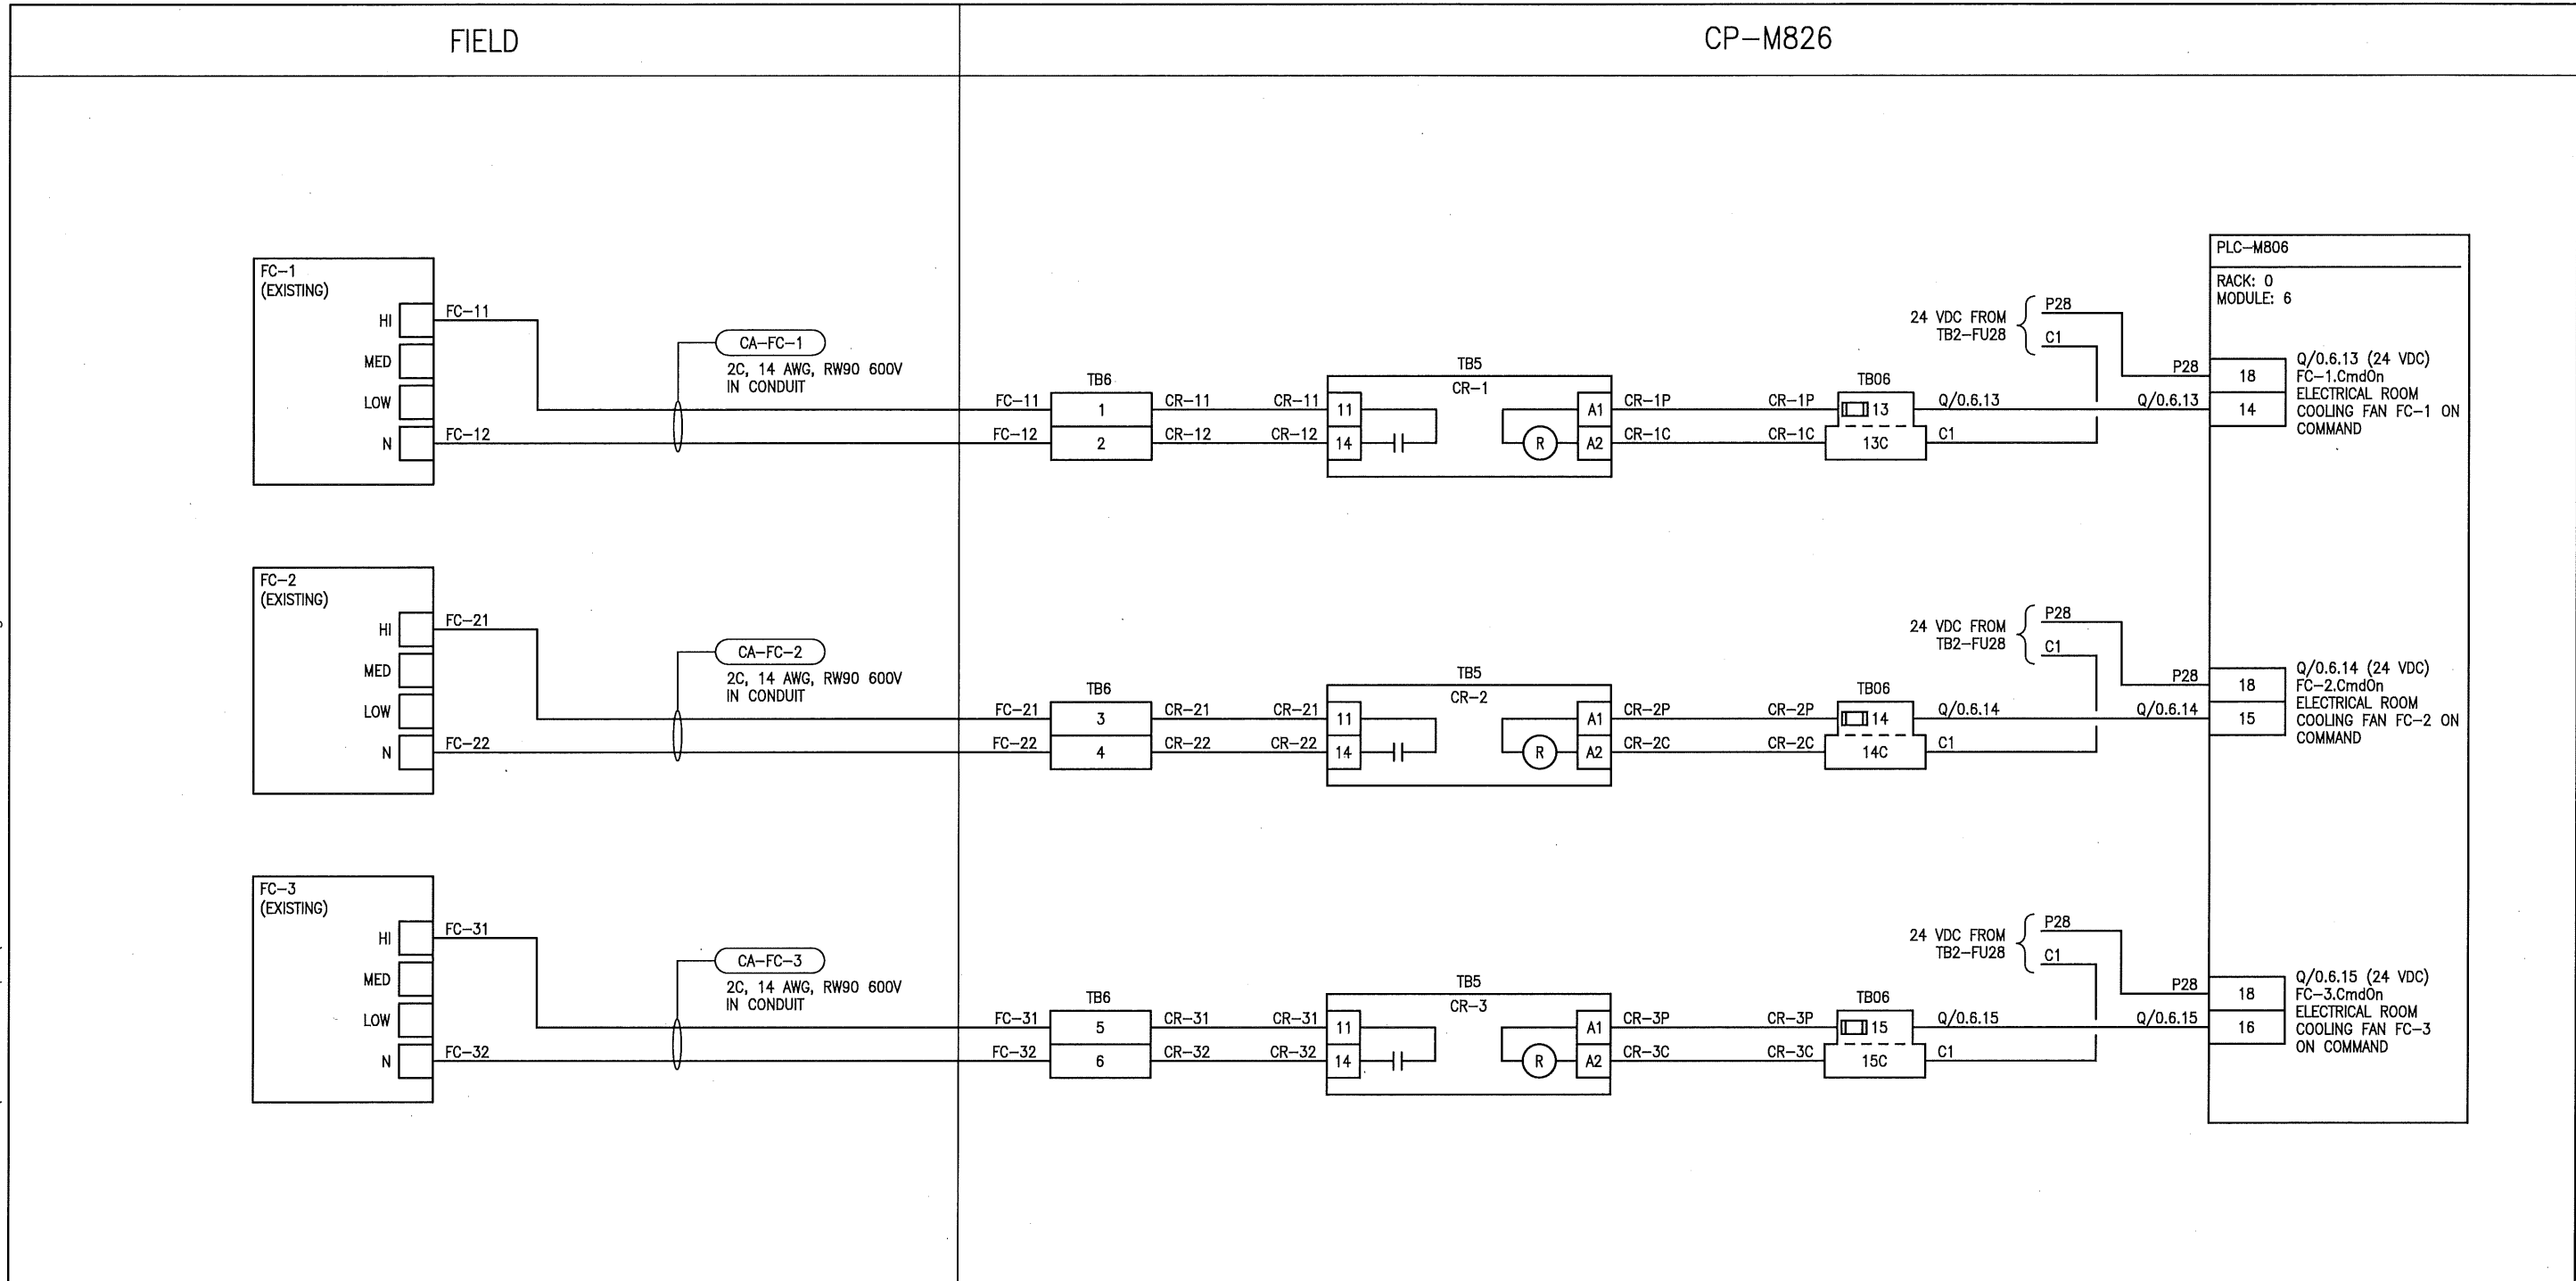 FIELD
CP-M826
FC-1
(EXISTING)
HI
MED
LOW
N
FC-11
FC-12
CA-FC-1
2C, 14 AWG, RW90 600V
IN CONDUIT
FC-11
FC-12
TB6
1
2
CR-11
CR-12
CR-11
CR-12
TB5
CR-1
11
14
R
A1
A2
CR-1P
CR-1C
CR-1P
CR-1C
TB06
13
13C
Q/0.6.13
C1
24 VDC FROM
TB2-FU28
P28
C1
P28
Q/0.6.13
PLC-M806
RACK: 0
MODULE: 6
18
14
Q/0.6.13 (24 VDC)
FC-1.CmdOn
ELECTRICAL ROOM
COOLING FAN FC-1 ON
COMMAND
FC-2
(EXISTING)
HI
MED
LOW
N
FC-21
FC-22
CA-FC-2
2C, 14 AWG, RW90 600V
IN CONDUIT
FC-21
FC-22
TB6
3
4
CR-21
CR-22
CR-21
CR-22
TB5
CR-2
11
14
R
A1
A2
CR-2P
CR-2C
CR-2P
CR-2C
TB06
14
14C
Q/0.6.14
C1
24 VDC FROM
TB2-FU28
P28
C1
P28
Q/0.6.14
18
15
Q/0.6.14 (24 VDC)
FC-2.CmdOn
ELECTRICAL ROOM
COOLING FAN FC-2 ON
COMMAND
FC-3
(EXISTING)
HI
MED
LOW
N
FC-31
FC-32
CA-FC-3
2C, 14 AWG, RW90 600V
IN CONDUIT
FC-31
FC-32
TB6
5
6
CR-31
CR-32
CR-31
CR-32
TB5
CR-3
11
14
R
A1
A2
CR-3P
CR-3C
CR-3P
CR-3C
TB06
15
15C
Q/0.6.15
C1
24 VDC FROM
TB2-FU28
P28
C1
P28
Q/0.6.15
18
16
Q/0.6.15 (24 VDC)
FC-3.CmdOn
ELECTRICAL ROOM
COOLING FAN FC-3
ON COMMAND